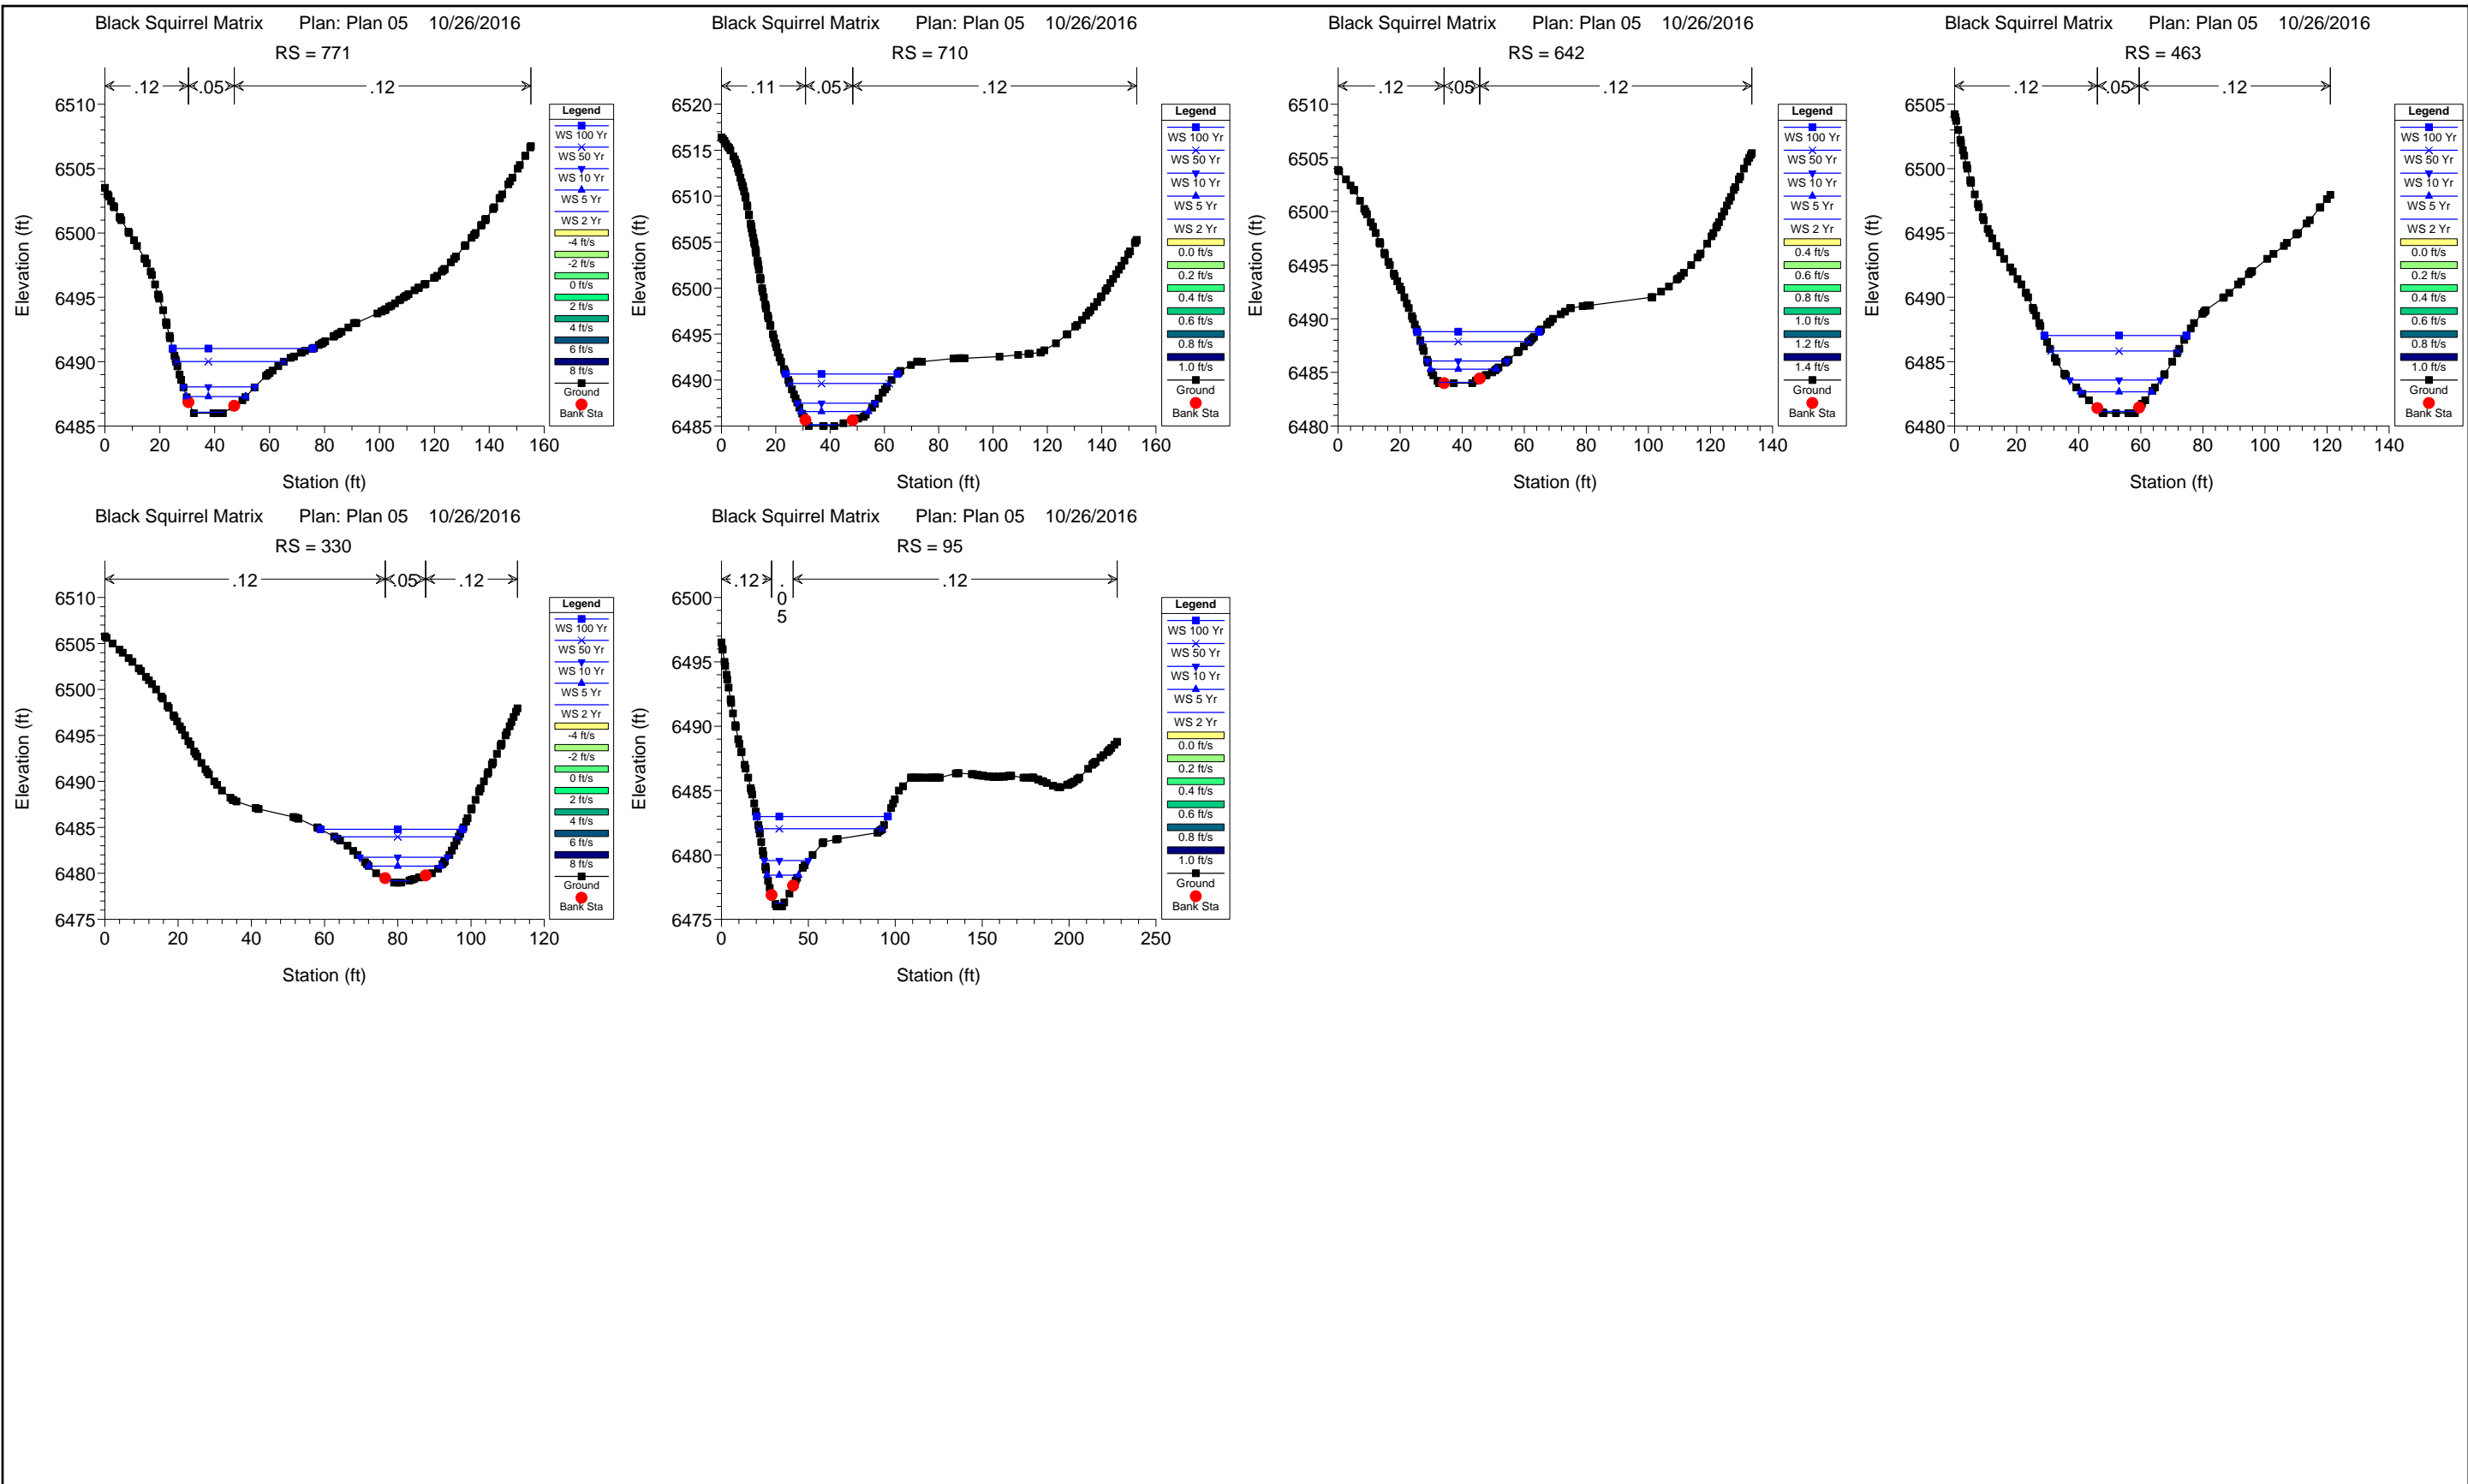 Black Squirrel Matrix Plan: Plan 05 10/26/2016
RS = 771
.12 .05 .12
6510
6505
6500
6495
6490
6485
Elevation (ft)
0 20 40 60 80 100 120 140 160
Station (ft)
Legend
WS 100 Yr
WS 50 Yr
WS 10 Yr
WS 5 Yr
WS 2 Yr
-4 ft/s
-2 ft/s
0 ft/s
2 ft/s
4 ft/s
6 ft/s
8 ft/s
Ground
Bank Sta
Black Squirrel Matrix Plan: Plan 05 10/26/2016
RS = 710
.11 .05 .12
6520
6515
6510
6505
6500
6495
6490
6485
Elevation (ft)
0 20 40 60 80 100 120 140 160
Station (ft)
Legend
WS 100 Yr
WS 50 Yr
WS 10 Yr
WS 5 Yr
WS 2 Yr
0.0 ft/s
0.2 ft/s
0.4 ft/s
0.6 ft/s
0.8 ft/s
1.0 ft/s
Ground
Bank Sta
Black Squirrel Matrix Plan: Plan 05 10/26/2016
RS = 642
.12 .05 .12
6510
6505
6500
6495
6490
6485
6480
Elevation (ft)
0 20 40 60 80 100 120 140
Station (ft)
Legend
WS 100 Yr
WS 50 Yr
WS 10 Yr
WS 5 Yr
WS 2 Yr
0.4 ft/s
0.6 ft/s
0.8 ft/s
1.0 ft/s
1.2 ft/s
1.4 ft/s
Ground
Bank Sta
Black Squirrel Matrix Plan: Plan 05 10/26/2016
RS = 463
.12 .05 .12
6505
6500
6495
6490
6485
6480
Elevation (ft)
0 20 40 60 80 100 120 140
Station (ft)
Legend
WS 100 Yr
WS 50 Yr
WS 10 Yr
WS 5 Yr
WS 2 Yr
0.0 ft/s
0.2 ft/s
0.4 ft/s
0.6 ft/s
0.8 ft/s
1.0 ft/s
Ground
Bank Sta
Black Squirrel Matrix Plan: Plan 05 10/26/2016
RS = 330
.12 .05 .12
6510
6505
6500
6495
6490
6485
6480
6475
Elevation (ft)
0 20 40 60 80 100 120
Station (ft)
Legend
WS 100 Yr
WS 50 Yr
WS 10 Yr
WS 5 Yr
WS 2 Yr
-4 ft/s
-2 ft/s
0 ft/s
2 ft/s
4 ft/s
6 ft/s
8 ft/s
Ground
Bank Sta
Black Squirrel Matrix Plan: Plan 05 10/26/2016
RS = 95
.12 . .12
0
5
6500
6495
6490
6485
6480
6475
Elevation (ft)
0 50 100 150 200 250
Station (ft)
Legend
WS 100 Yr
WS 50 Yr
WS 10 Yr
WS 5 Yr
WS 2 Yr
0.0 ft/s
0.2 ft/s
0.4 ft/s
0.6 ft/s
0.8 ft/s
1.0 ft/s
Ground
Bank Sta